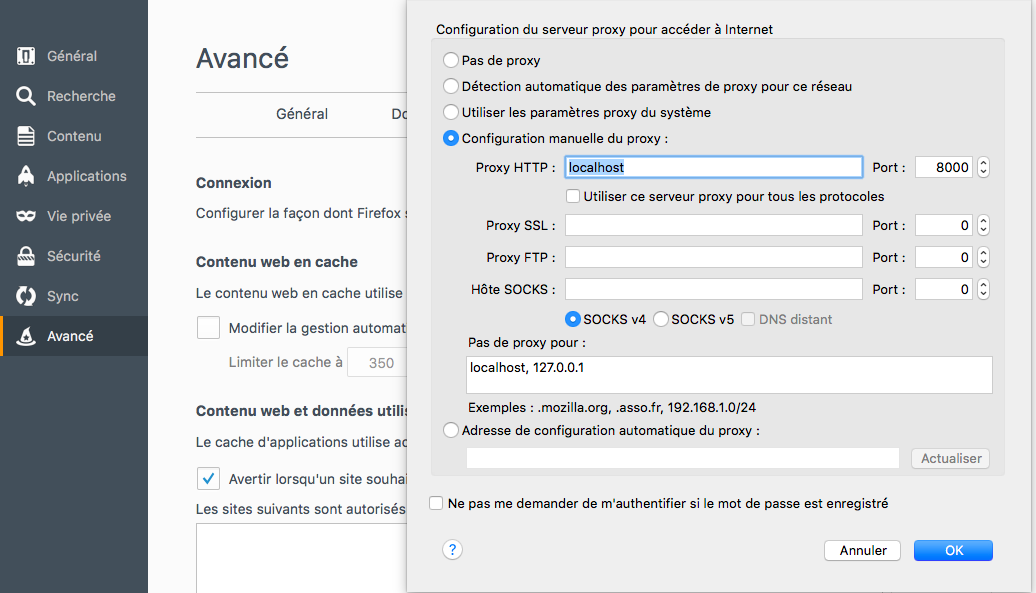 Général
Recherche
Contenu
Applications
Vie privée
Sécurité
Sync
Avancé
Avancé
Général
Connexion
Configurer la façon dont Firefox
Contenu web en cache
Le contenu web en cache utilise
Modifier la gestion automat
Limiter le cache à 350
Contenu web et données utilis
Le cache d'applications utilise
Avertir lorsqu'un site souhai
Les sites suivants sont autorisés
Configuration du serveur proxy pour accéder à Internet
Pas de proxy
Détection automatique des paramètres de proxy pour ce réseau
Utiliser les paramètres proxy du système
Configuration manuelle du proxy :
Proxy HTTP : localhost Port : 8000
Utiliser ce serveur proxy pour tous les protocoles
Proxy SSL : Port : 0
Proxy FTP : Port : 0
Hôte SOCKS : Port : 0
SOCKS v4 SOCKS v5 DNS distant
Pas de proxy pour :
localhost, 127.0.0.1
Exemples : .mozilla.org, .asso.fr, 192.168.1.0/24
Adresse de configuration automatique du proxy :
Actualiser
Ne pas me demander de m'authentifier si le mot de passe est enregistré
? Annuler OK